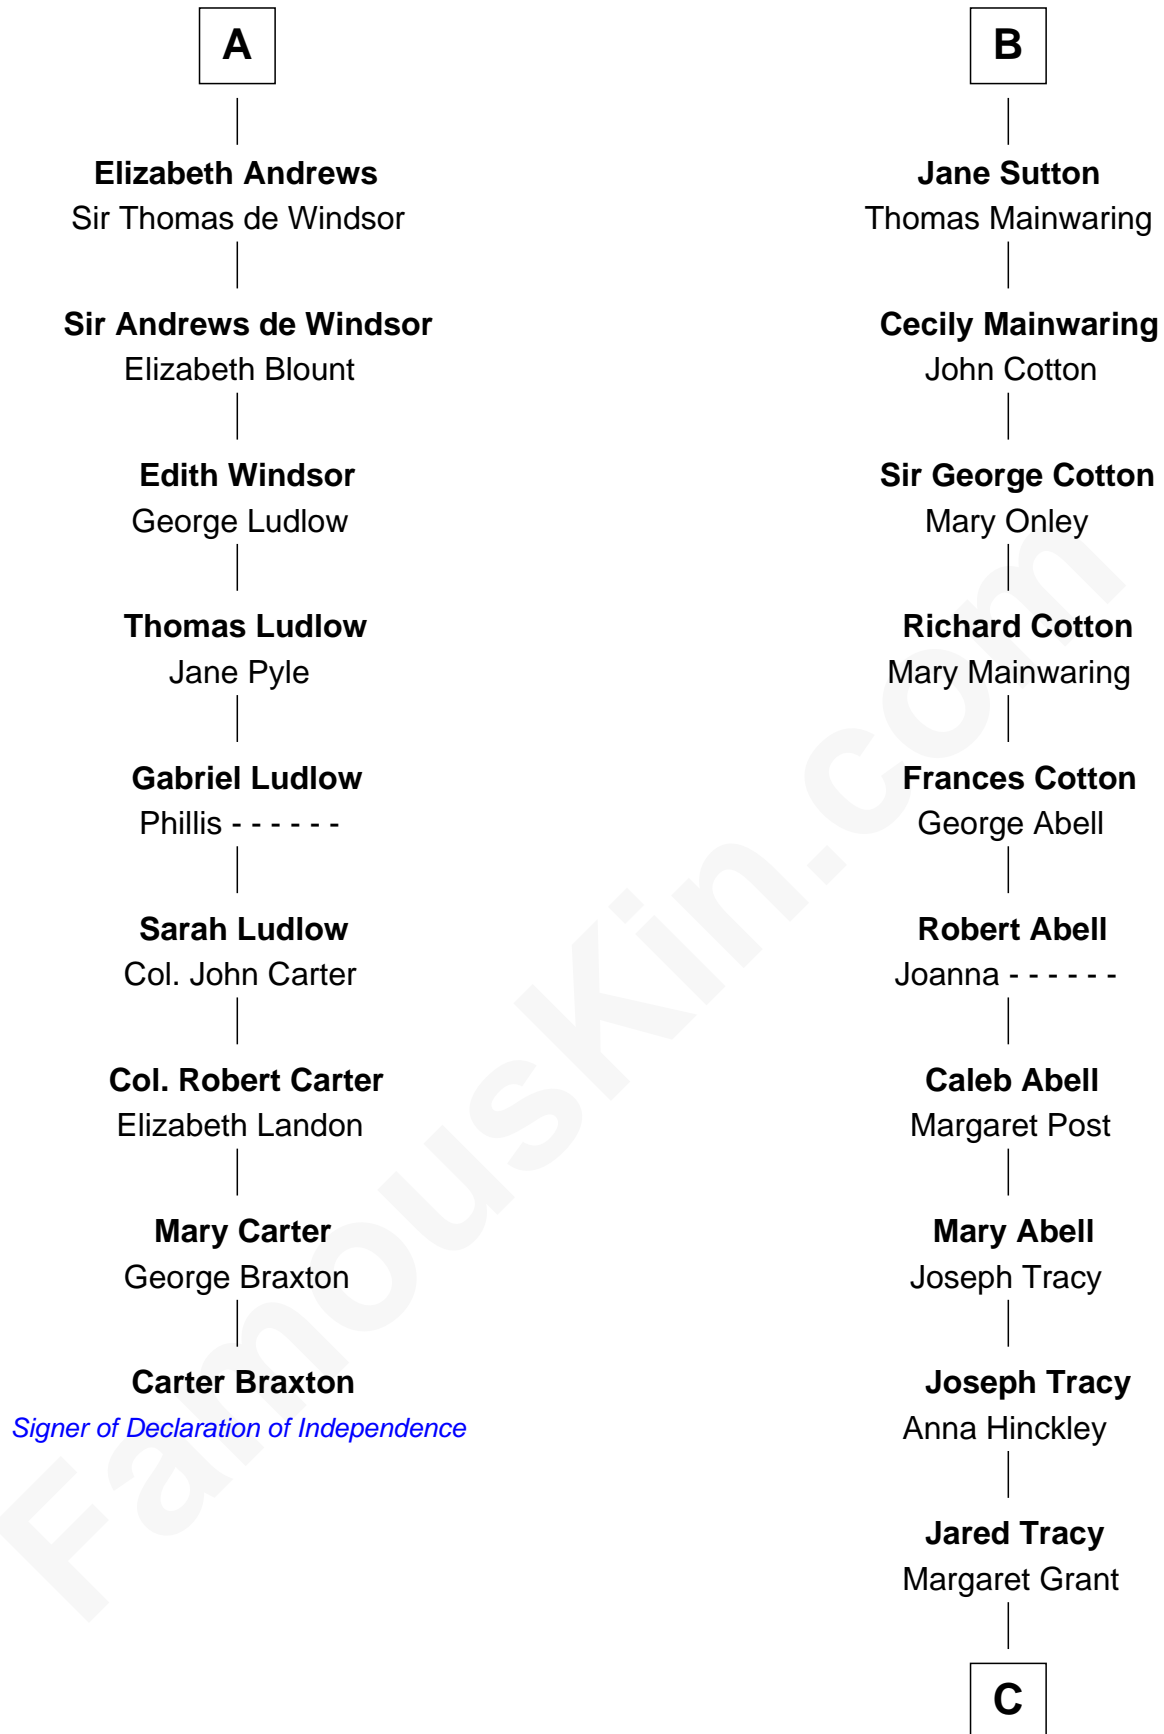 A
Elizabeth Andrews
Sir Thomas de Windsor
Sir Andrews de Windsor
Elizabeth Blount
Edith Windsor
George Ludlow
Thomas Ludlow
Jane Pyle
Gabriel Ludlow
Phillis - - - - - -
Sarah Ludlow
Col. John Carter
Col. Robert Carter
Elizabeth Landon
Mary Carter
George Braxton
Carter Braxton
Signer of Declaration of Independence
B
Jane Sutton
Thomas Mainwaring
Cecily Mainwaring
John Cotton
Sir George Cotton
Mary Onley
Richard Cotton
Mary Mainwaring
Frances Cotton
George Abell
Robert Abell
Joanna - - - - - -
Caleb Abell
Margaret Post
Mary Abell
Joseph Tracy
Joseph Tracy
Anna Hinckley
Jared Tracy
Margaret Grant
C
FamousKin.com